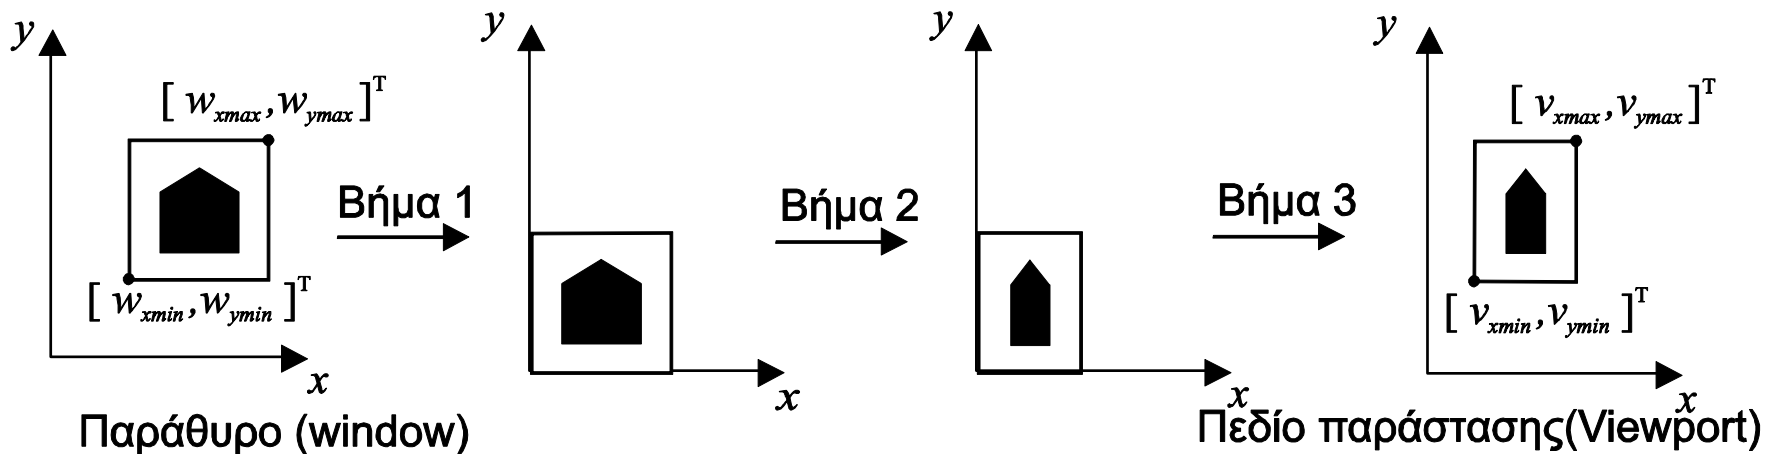 y
[ w_xmax , w_ymax ]^T
[ w_xmin , w_ymin ]^T
x
Παράθυρο (window)
Βήμα 1
y
x
Βήμα 2
y
x
Βήμα 3
y
[ v_xmax , v_ymax ]^T
[ v_xmin , v_ymin ]^T
x
Πεδίο παράστασης(Viewport)